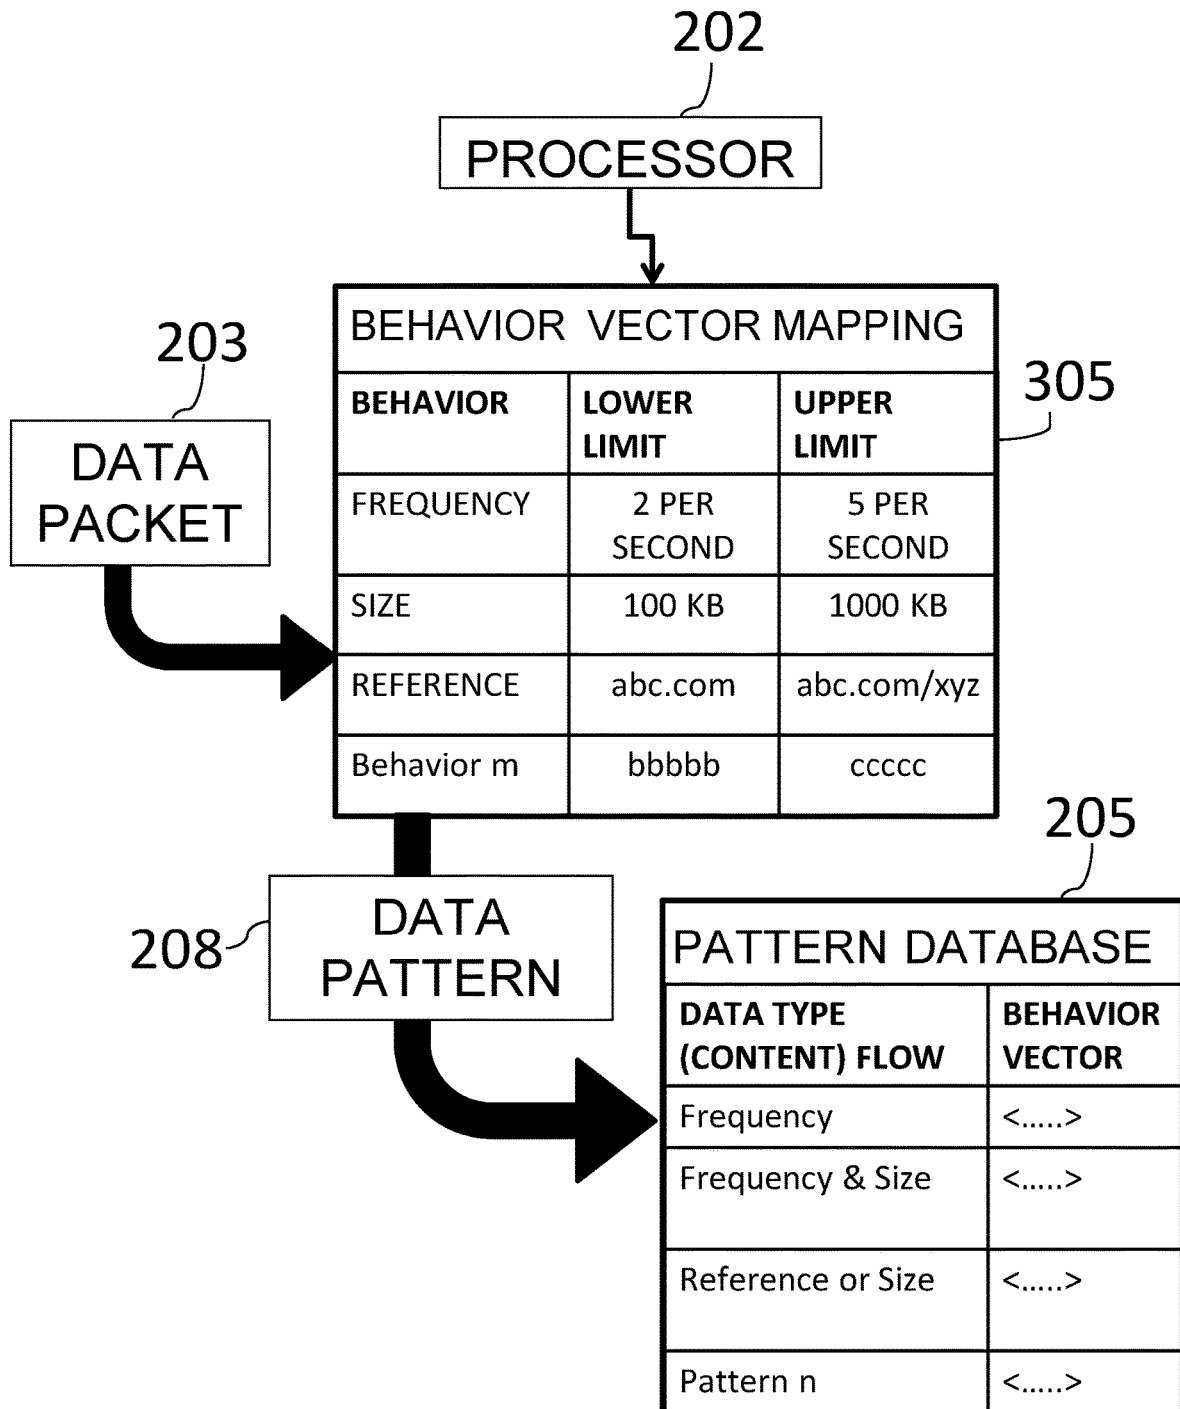 202
PROCESSOR
BEHAVIOR VECTOR MAPPING
203
305
BEHAVIOR LOWER UPPER
LIMIT LIMIT
DATA
PACKET
FREQUENCY 2 PER 5 PER
SECOND SECOND
SIZE 100 KB 1000 KB
REFERENCE abc.com abc.com/xyz
Behavior m bbbbb ccccc
205
DATA
PATTERN
208
PATTERN DATABASE
DATA TYPE BEHAVIOR
(CONTENT) FLOW VECTOR
Frequency <.....>
Frequency & Size <.....>
Reference or Size <.....>
Pattern n <.....>